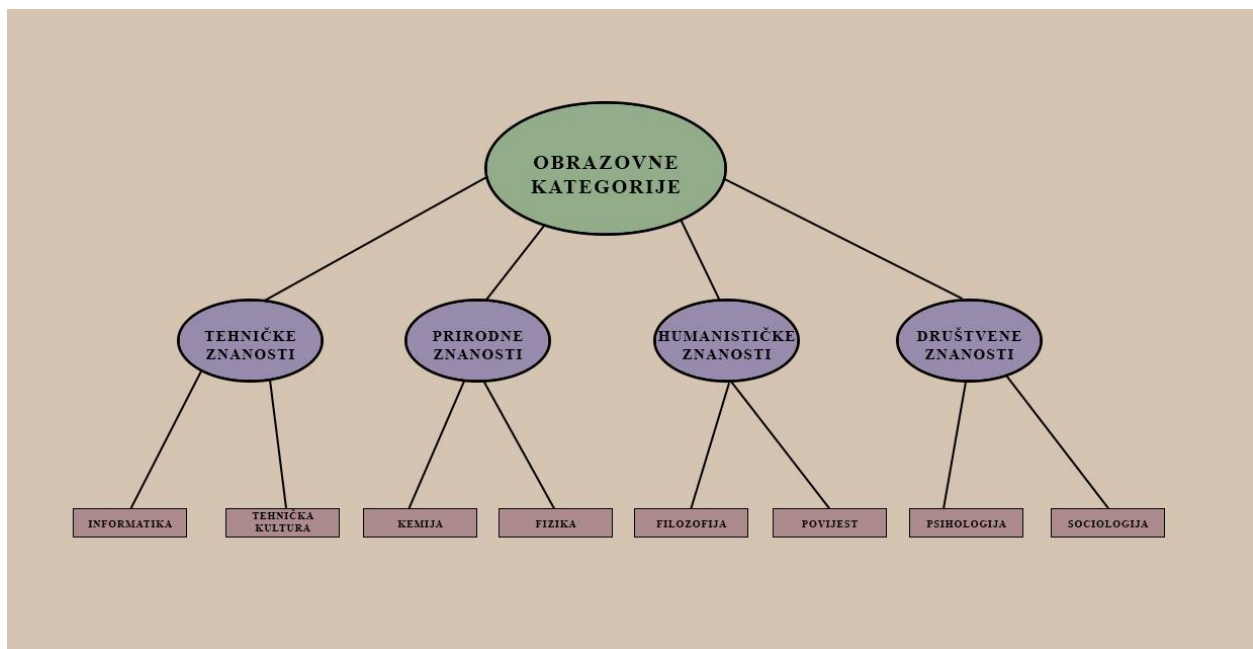 OBRAZOVNE
KATEGORIJE
TEHNIČKE
ZNANOSTI
PRIRODNE
ZNANOSTI
HUMANISTIČKE
ZNANOSTI
DRUŠTVENE
ZNANOSTI
INFORMATIKA
TEHNIČKA
KULTURA
KEMIJA
FIZIKA
FILOZOFIJA
POVIJEST
PSIHOLOGIJA
SOCIOLOGIJA